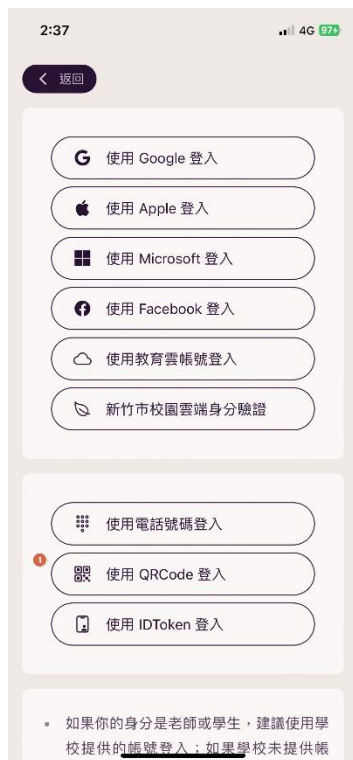 2:37
4G 97
返回
使用 Google 登入
使用 Apple 登入
使用 Microsoft 登入
使用 Facebook 登入
使用教育雲帳號登入
新竹市校園雲端身分驗證
使用電話號碼登入
1
使用 QRCode 登入
使用 IDToken 登入
• 如果你的身分是老師或學生，建議使用學
校提供的帳號登入；如果學校未提供帳